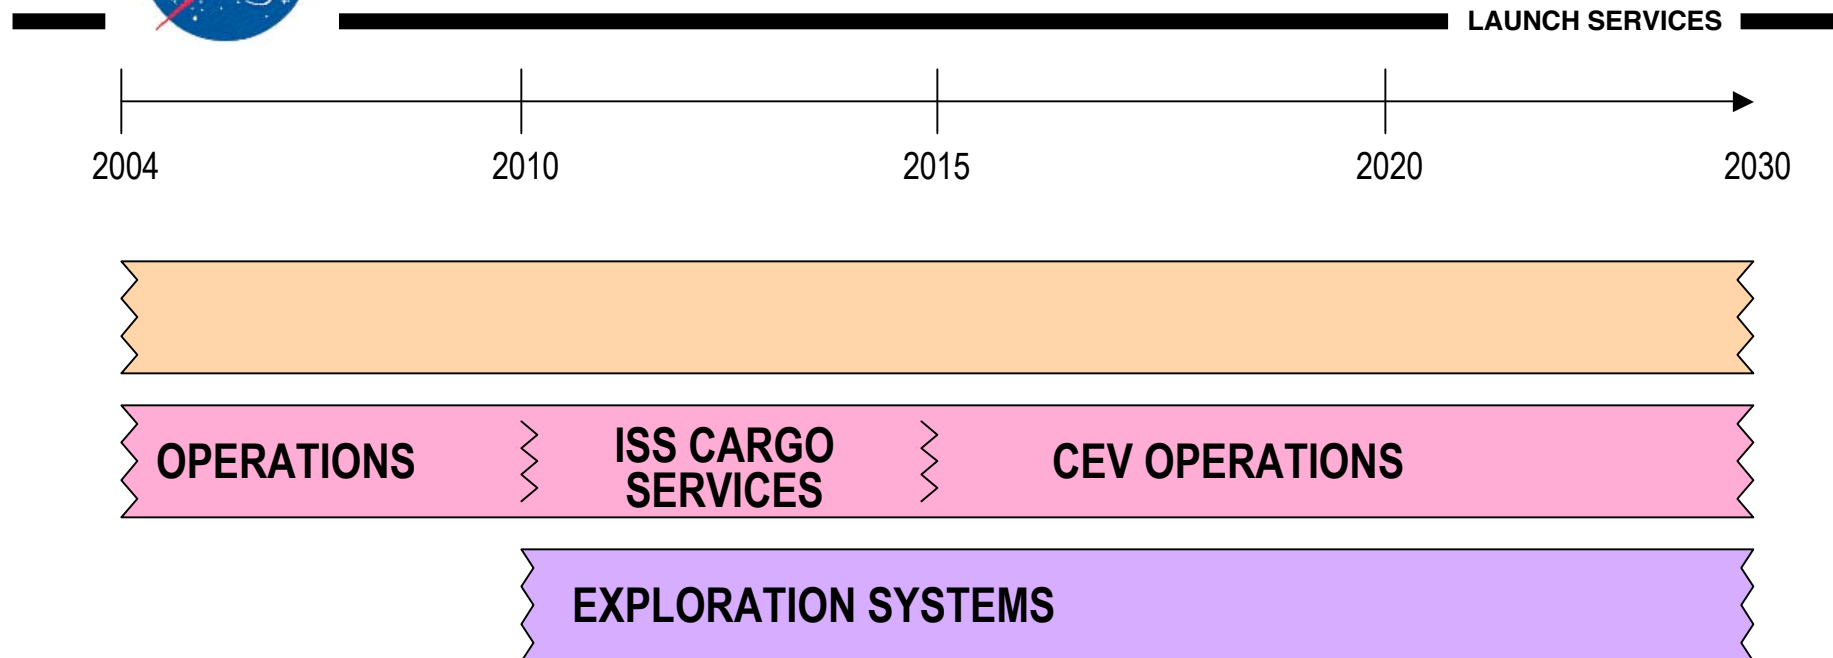 LAUNCH SERVICES
2004 2010 2015 2020 2030
OPERATIONS
ISS CARGO
SERVICES
CEV OPERATIONS
EXPLORATION SYSTEMS